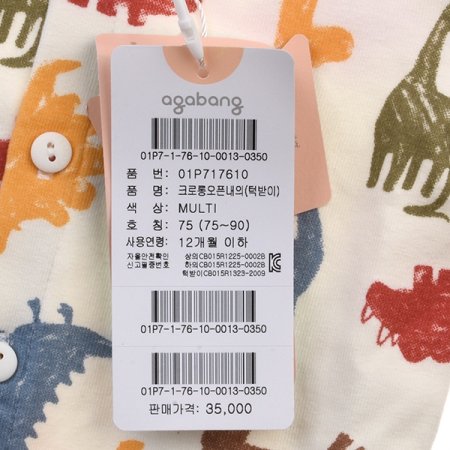 agabang
01P7-1-76-10-0013-0350
품 번: 01P717610
품 명: 크로롱오픈내의(턱받이)
색 상: MULTI
호 칭: 75 (75~90)
사용연령: 12개월 이하
자율안전확인 상의CB015R1225-0002B
신고필증번호 하의CB015R1225-0002B
턱받이CB015R1323-2009
01P7-1-76-10-0013-0350
01P7-1-76-10-0013-0350
판매가격: 35,000